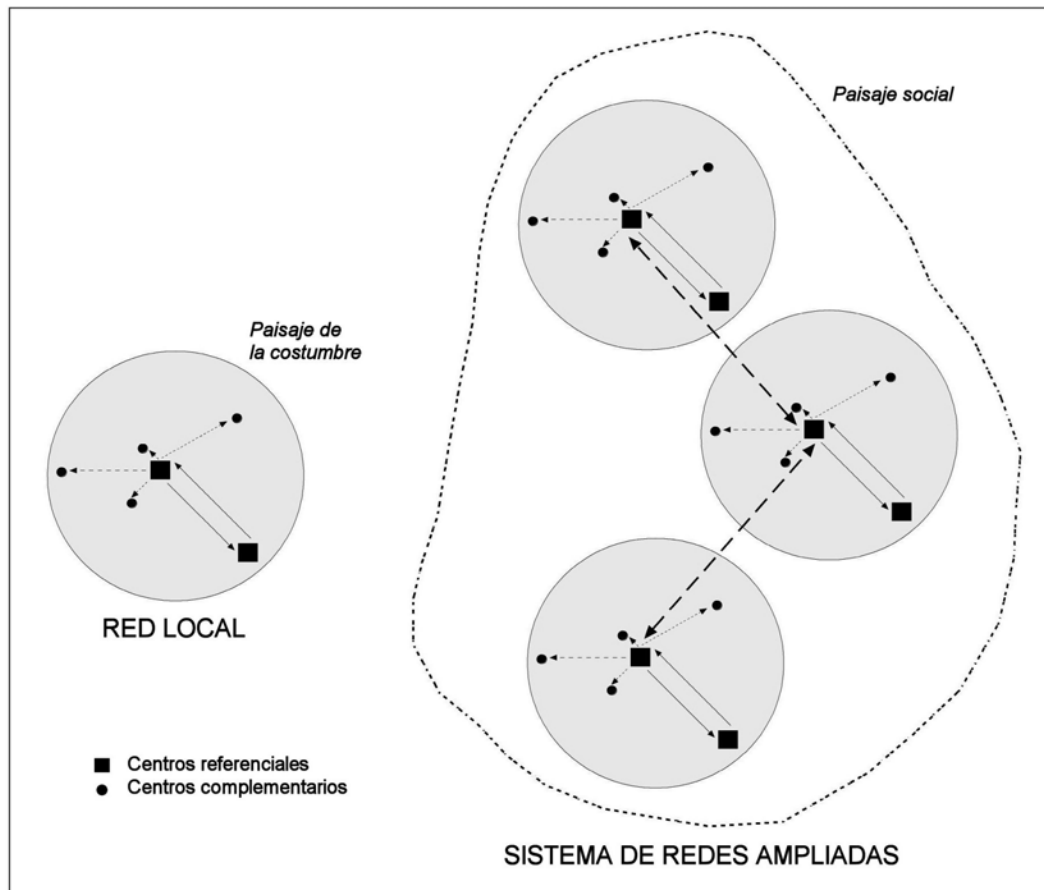 Paisaje social
Paisaje de
la costumbre
RED LOCAL
Centros referenciales
Centros complementarios
SISTEMA DE REDES AMPLIADAS